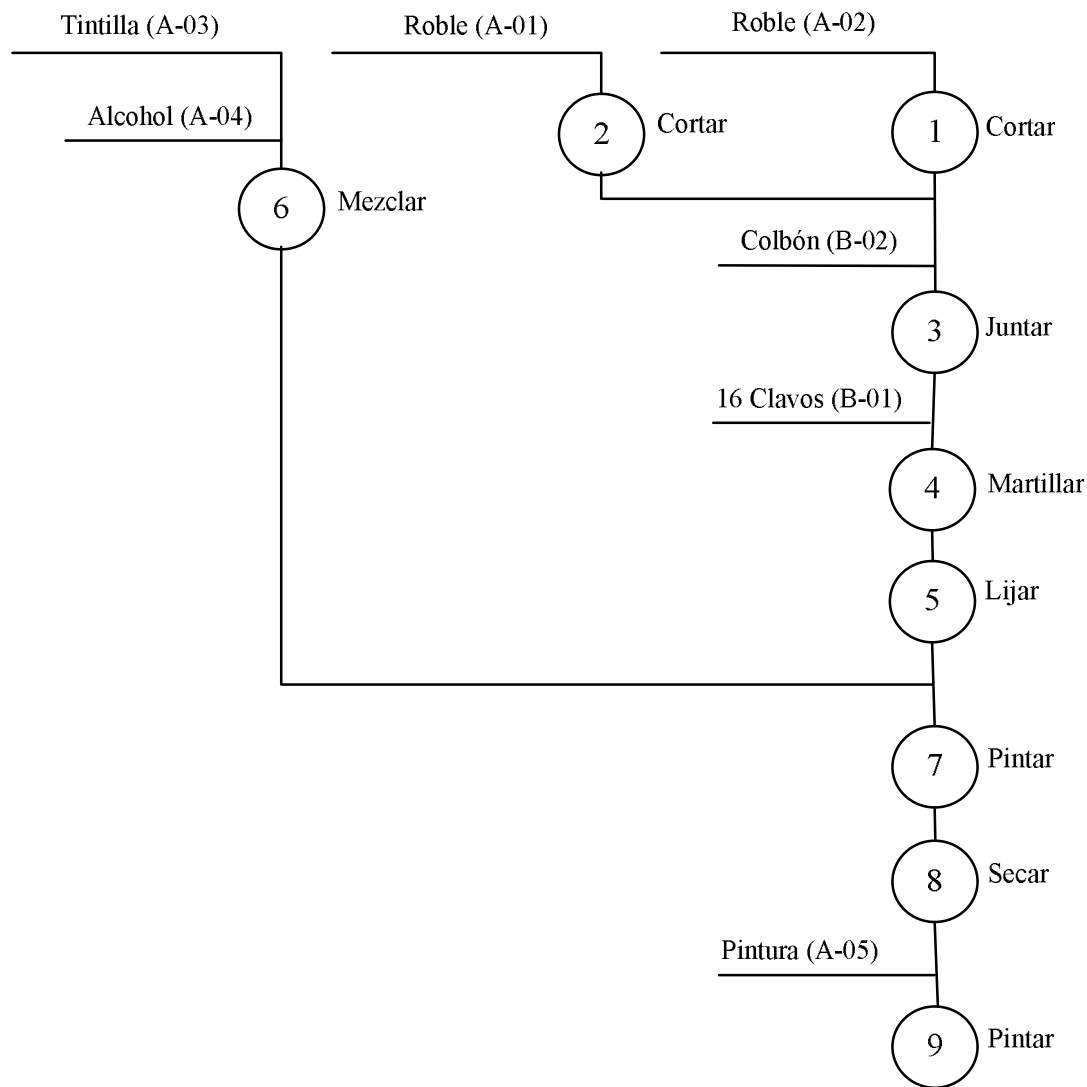 Tintilla (A-03)
Roble (A-01)
Roble (A-02)
Alcohol (A-04)
2
Cortar
1
Cortar
6
Mezclar
Colbón (B-02)
3
Juntar
16 Clavos (B-01)
4
Martillar
5
Lijar
7
Pintar
8
Secar
Pintura (A-05)
9
Pintar